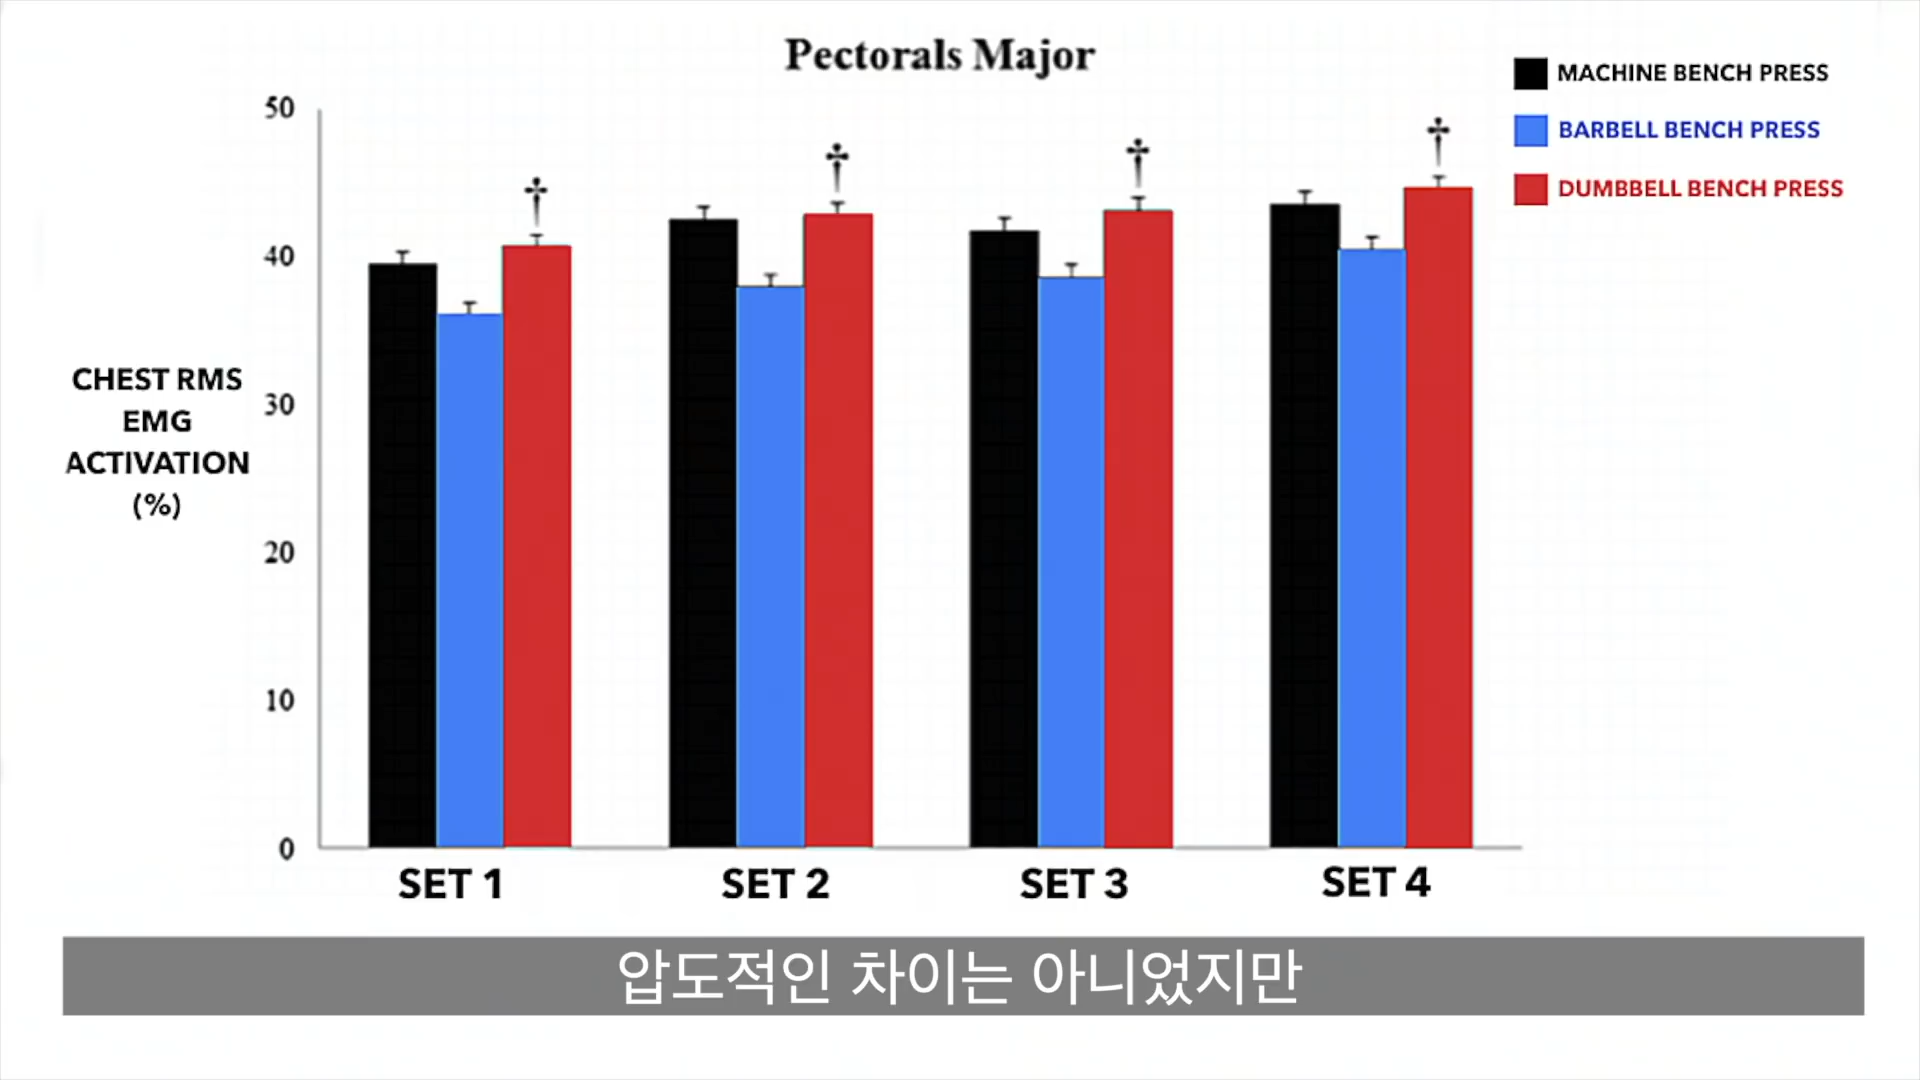 Pectorals Major
MACHINE BENCH PRESS
BARBELL BENCH PRESS
DUMBBELL BENCH PRESS
50
40
30
20
10
0
CHEST RMS
EMG
ACTIVATION
(%)
†
†
†
†
SET 1
SET 2
SET 3
SET 4
압도적인 차이는 아니었지만